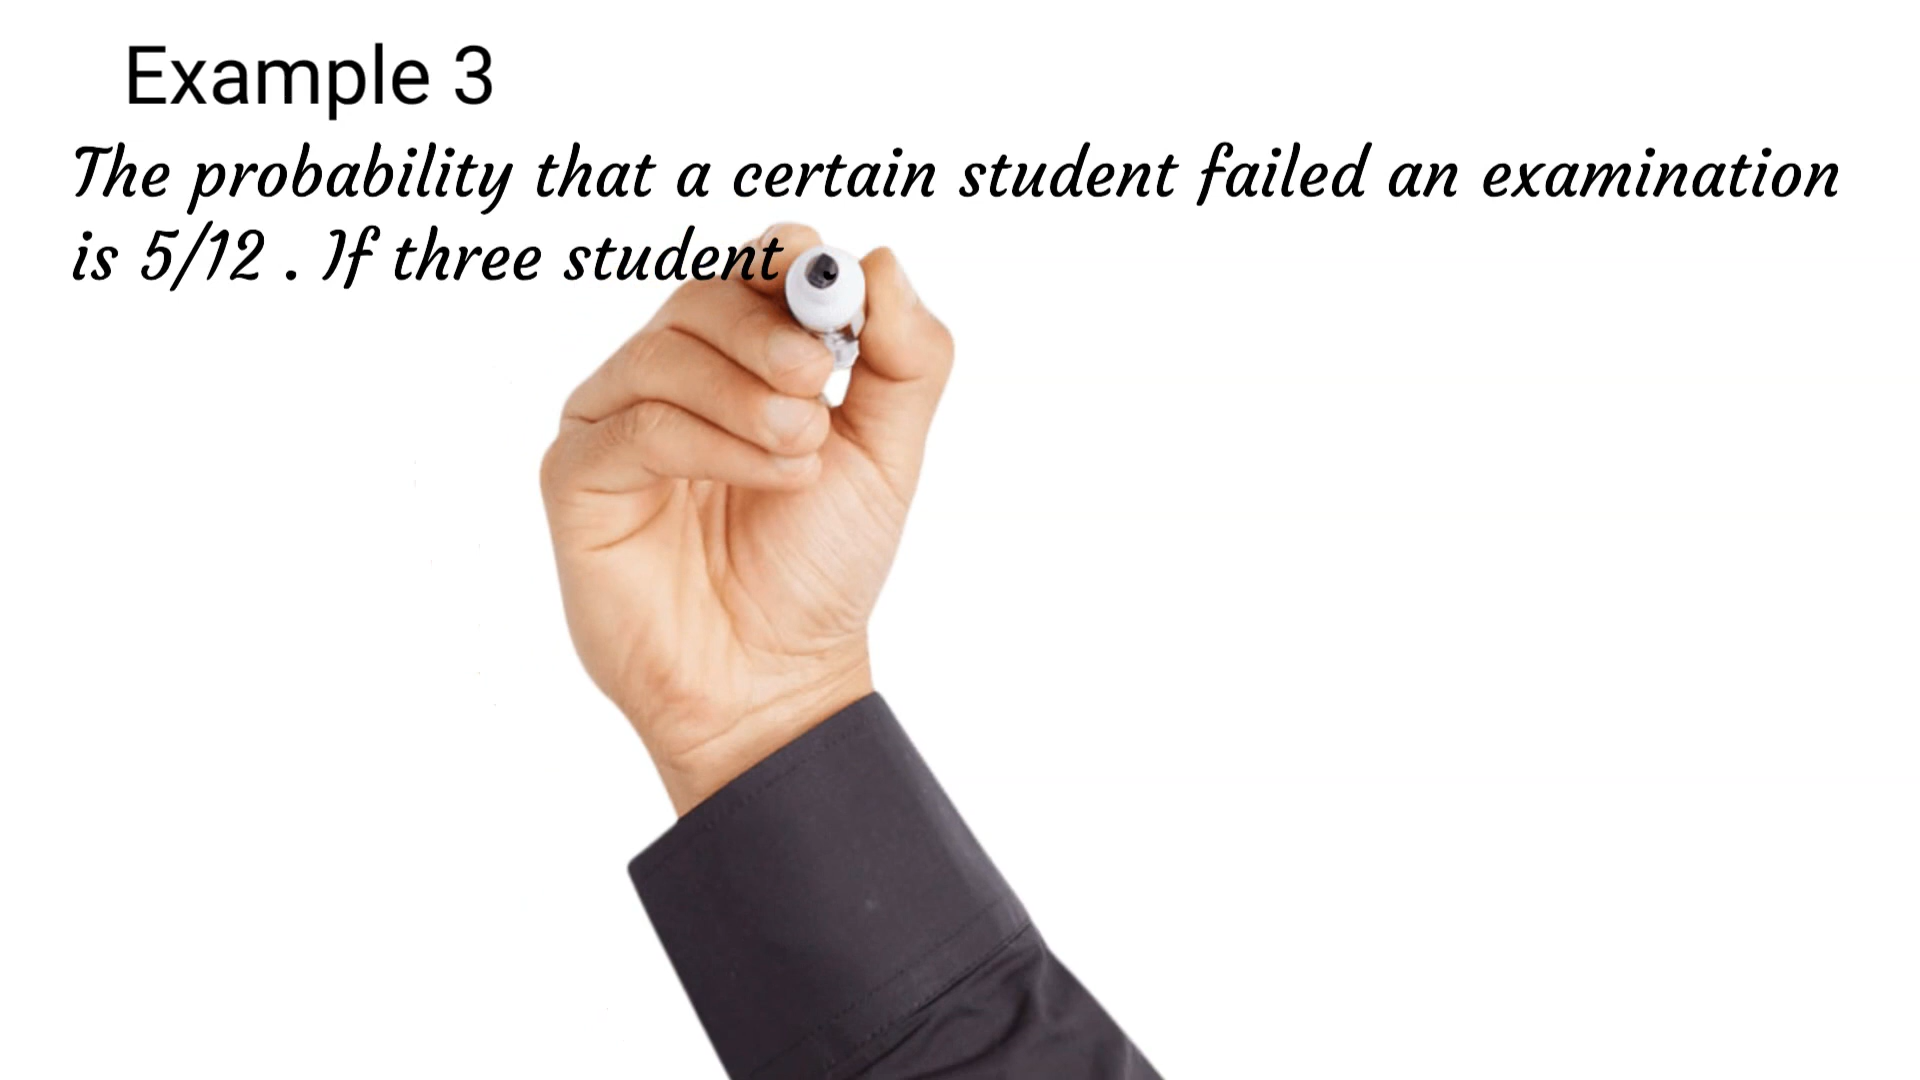 Example 3
The probability that a certain student failed an examination
is 5/12 . If three student